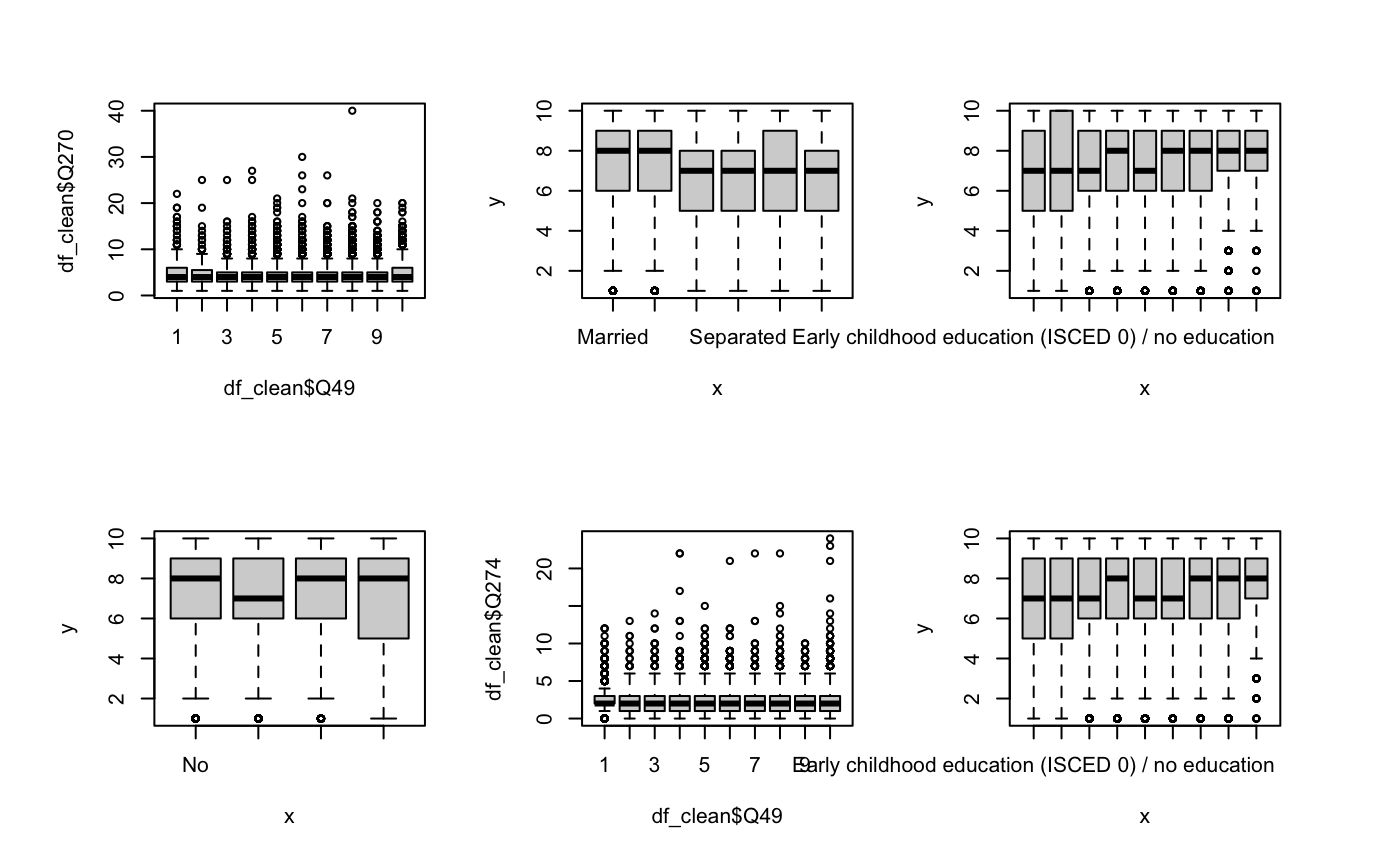 df_clean$Q270
0 10 20 30 40
1 3 5 7 9
df_clean$Q49
y
2 4 6 8 10
Married Separated
x
y
2 4 6 8 10
Early childhood education (ISCED 0) / no education
x
y
2 4 6 8 10
No
x
df_clean$Q274
0 5 10 20
1 3 5 7 9
df_clean$Q49
y
2 4 6 8 10
Early childhood education (ISCED 0) / no education
x